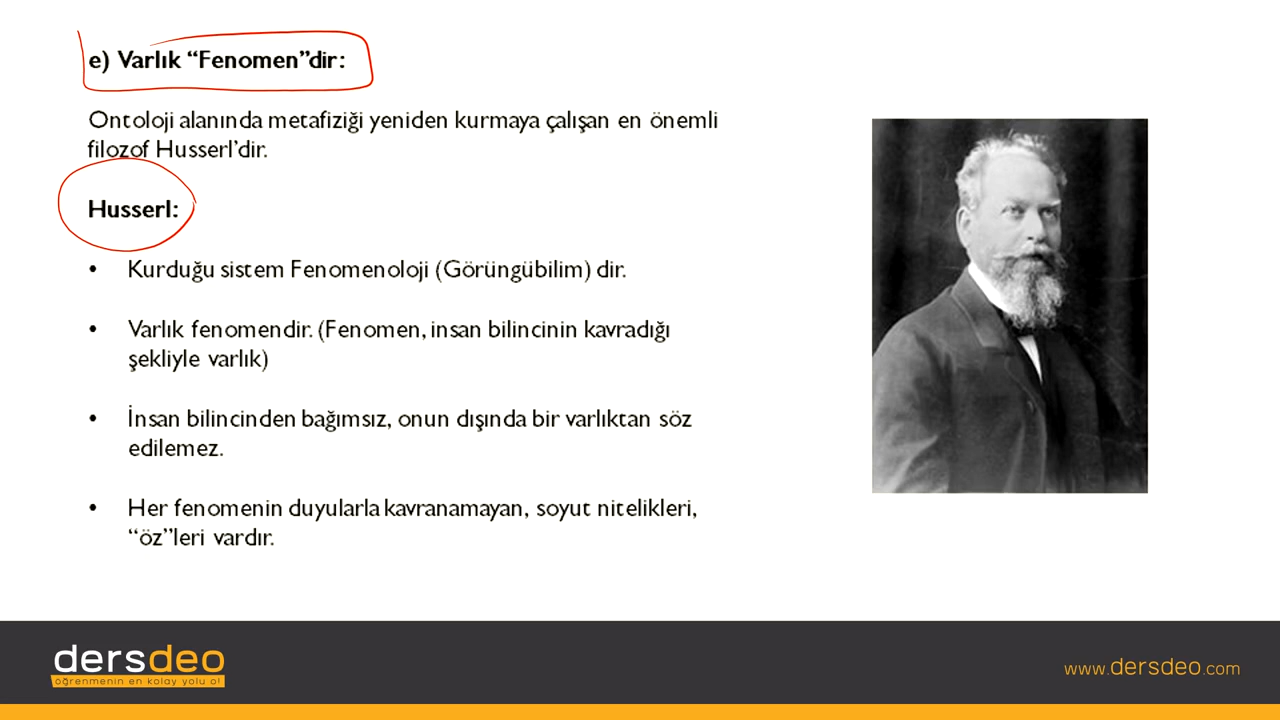 e) Varlık “Fenomen”dir:
Ontoloji alanında metafiziği yeniden kurmaya çalışan en önemli
filozof Husserl’dir.
Husserl:
• Kurduğu sistem Fenomenoloji (Görüngübilim) dir.
• Varlık fenomendir. (Fenomen, insan bilincinin kavradığı
şekliyle varlık)
• İnsan bilincinden bağımsız, onun dışında bir varlıktan söz
edilemez.
• Her fenomenin duyularla kavranamayan, soyut nitelikleri,
“öz”leri vardır.
dersdeo
öğrenmenin en kolay yolu o!
www.dersdeo.com